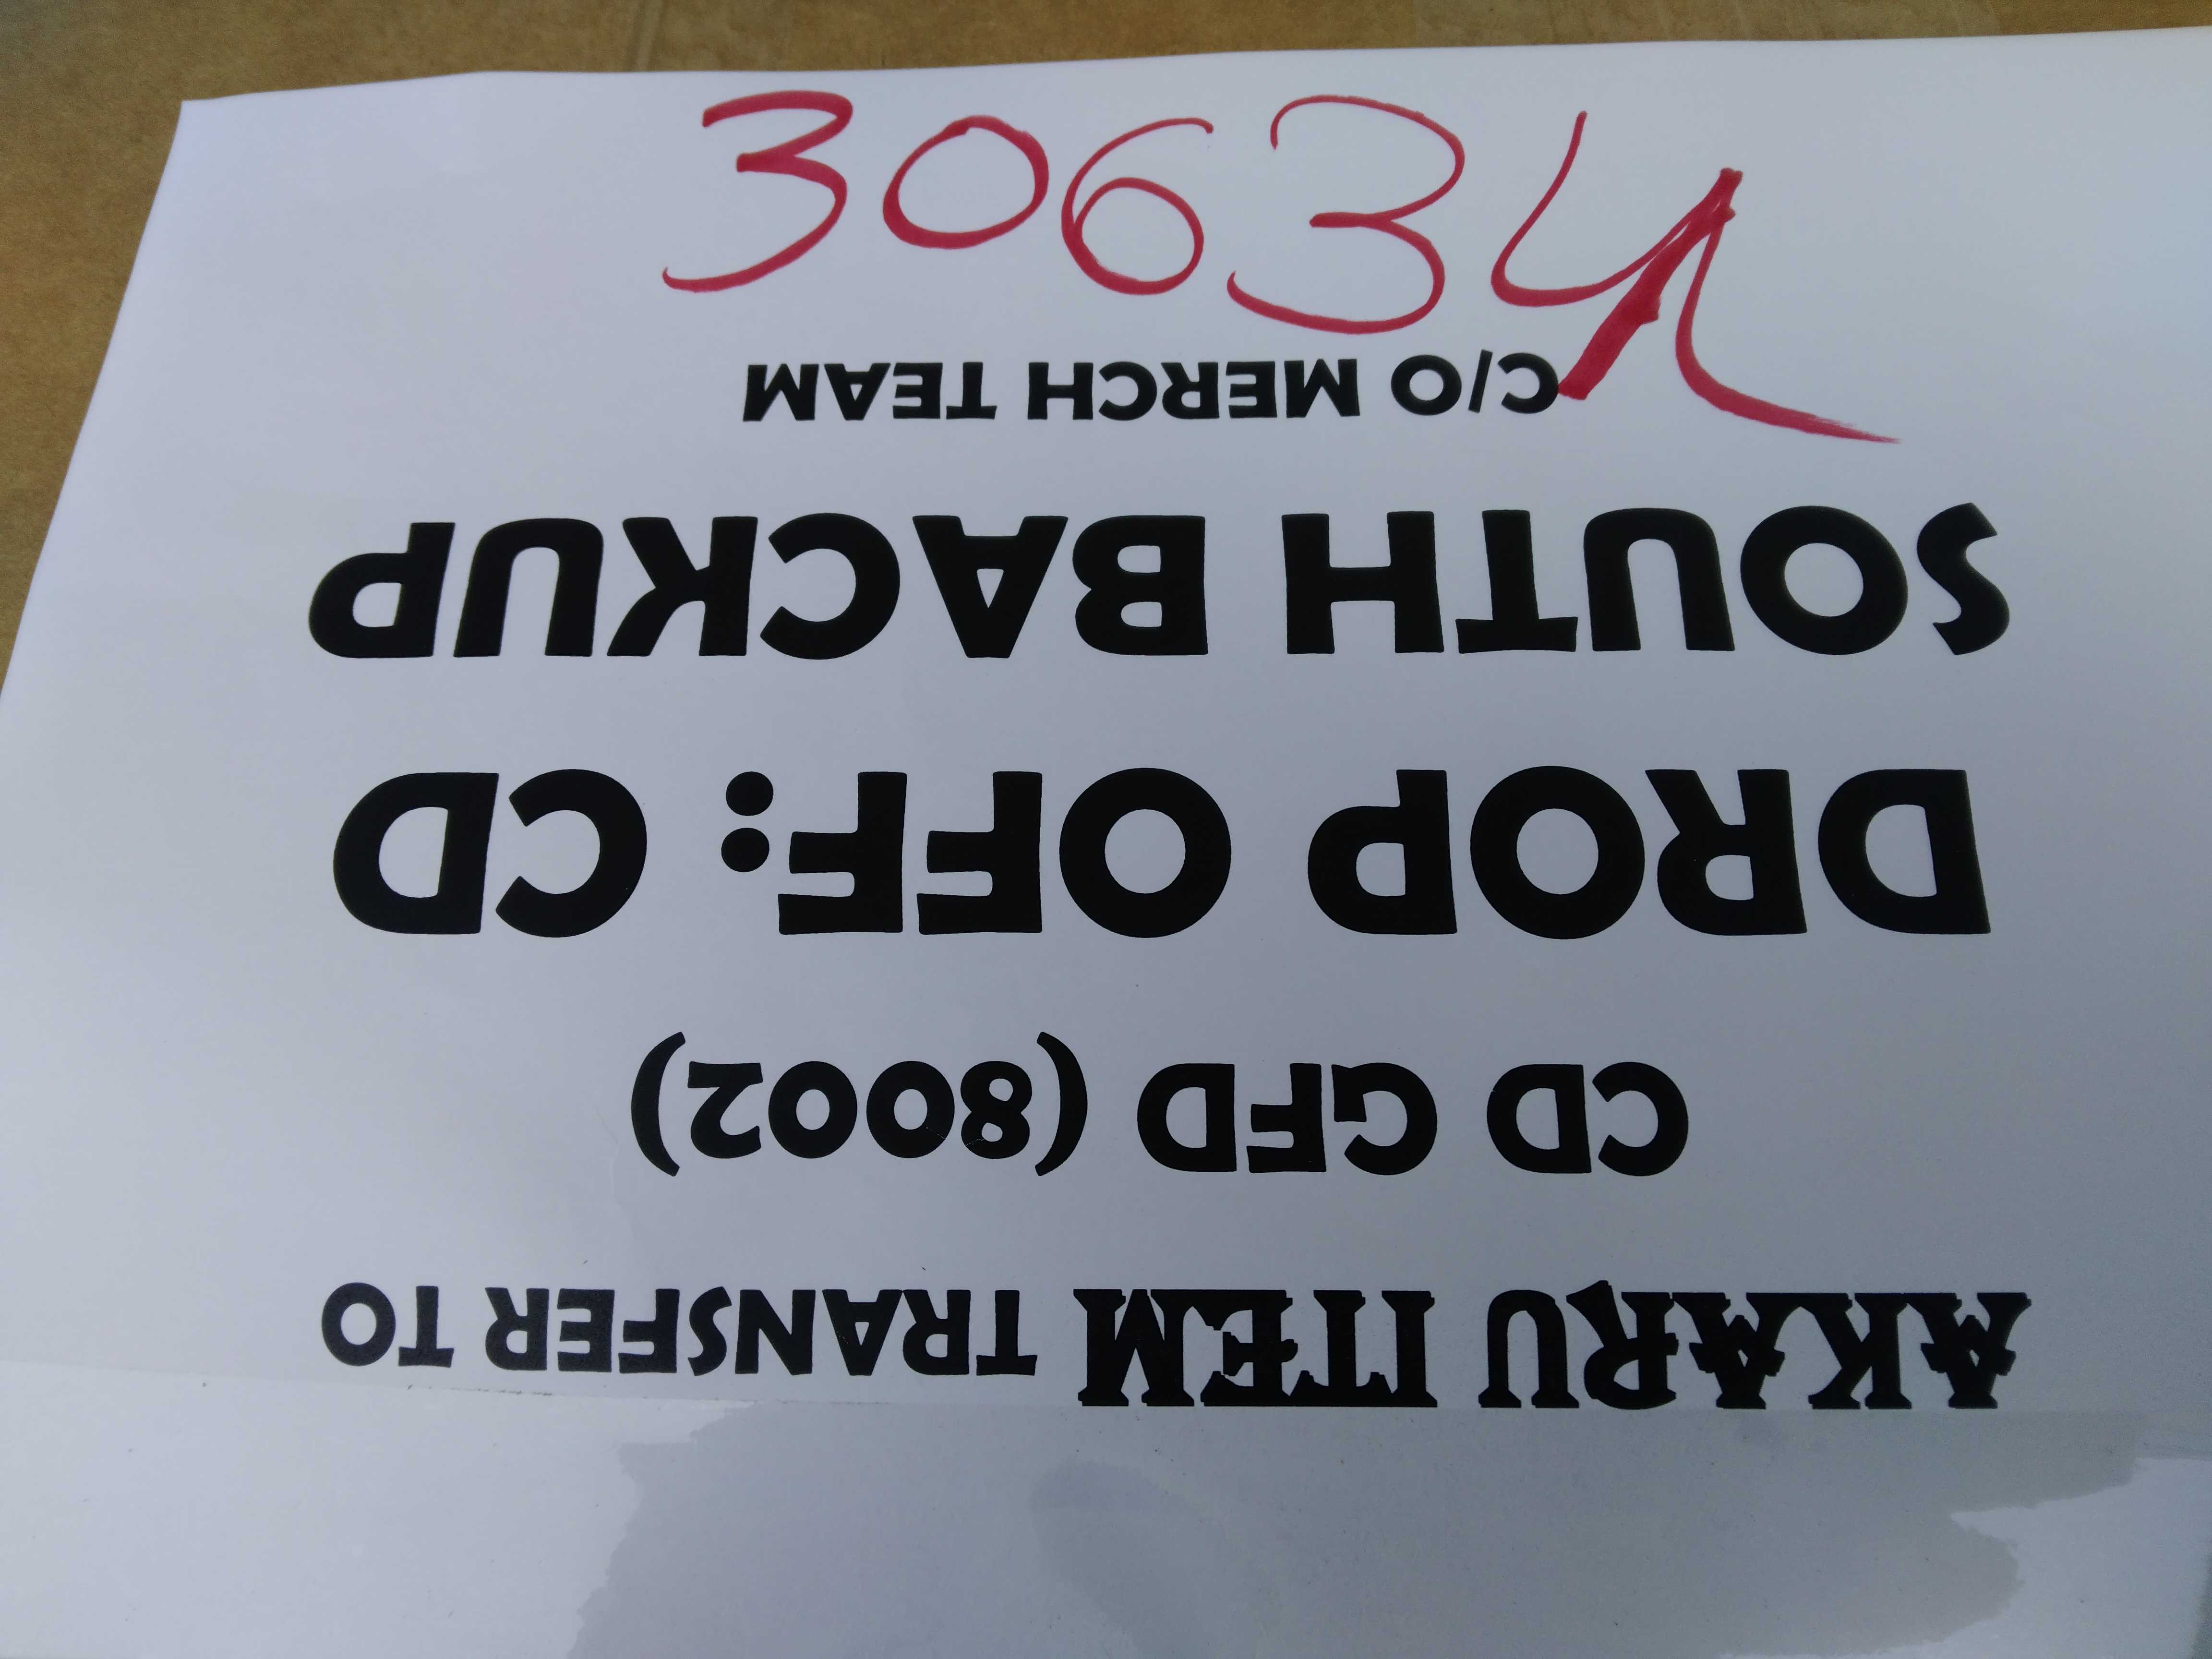 AKARU ITEM TRANSFER TO
CD GFD (8002)
DROP OFF: CD
SOUTH BACKUP
C/O MERCH TEAM
30634